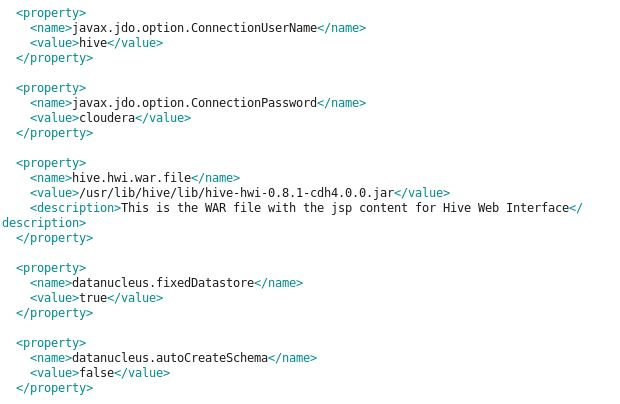 <property>
<name>javax.jdo.option.ConnectionUserName</name>
<value>hive</value>
</property>
<property>
<name>javax.jdo.option.ConnectionPassword</name>
<value>cloudera</value>
</property>
<property>
<name>hive.hwi.war.file</name>
<value>/usr/lib/hive/lib/hive-hwi-0.8.1-cdh4.0.0.jar</value>
<description>This is the WAR file with the jsp content for Hive Web Interface</
description>
</property>
<property>
<name>datanucleus.fixedDatastore</name>
<value>true</value>
</property>
<property>
<name>datanucleus.autoCreateSchema</name>
<value>false</value>
</property>